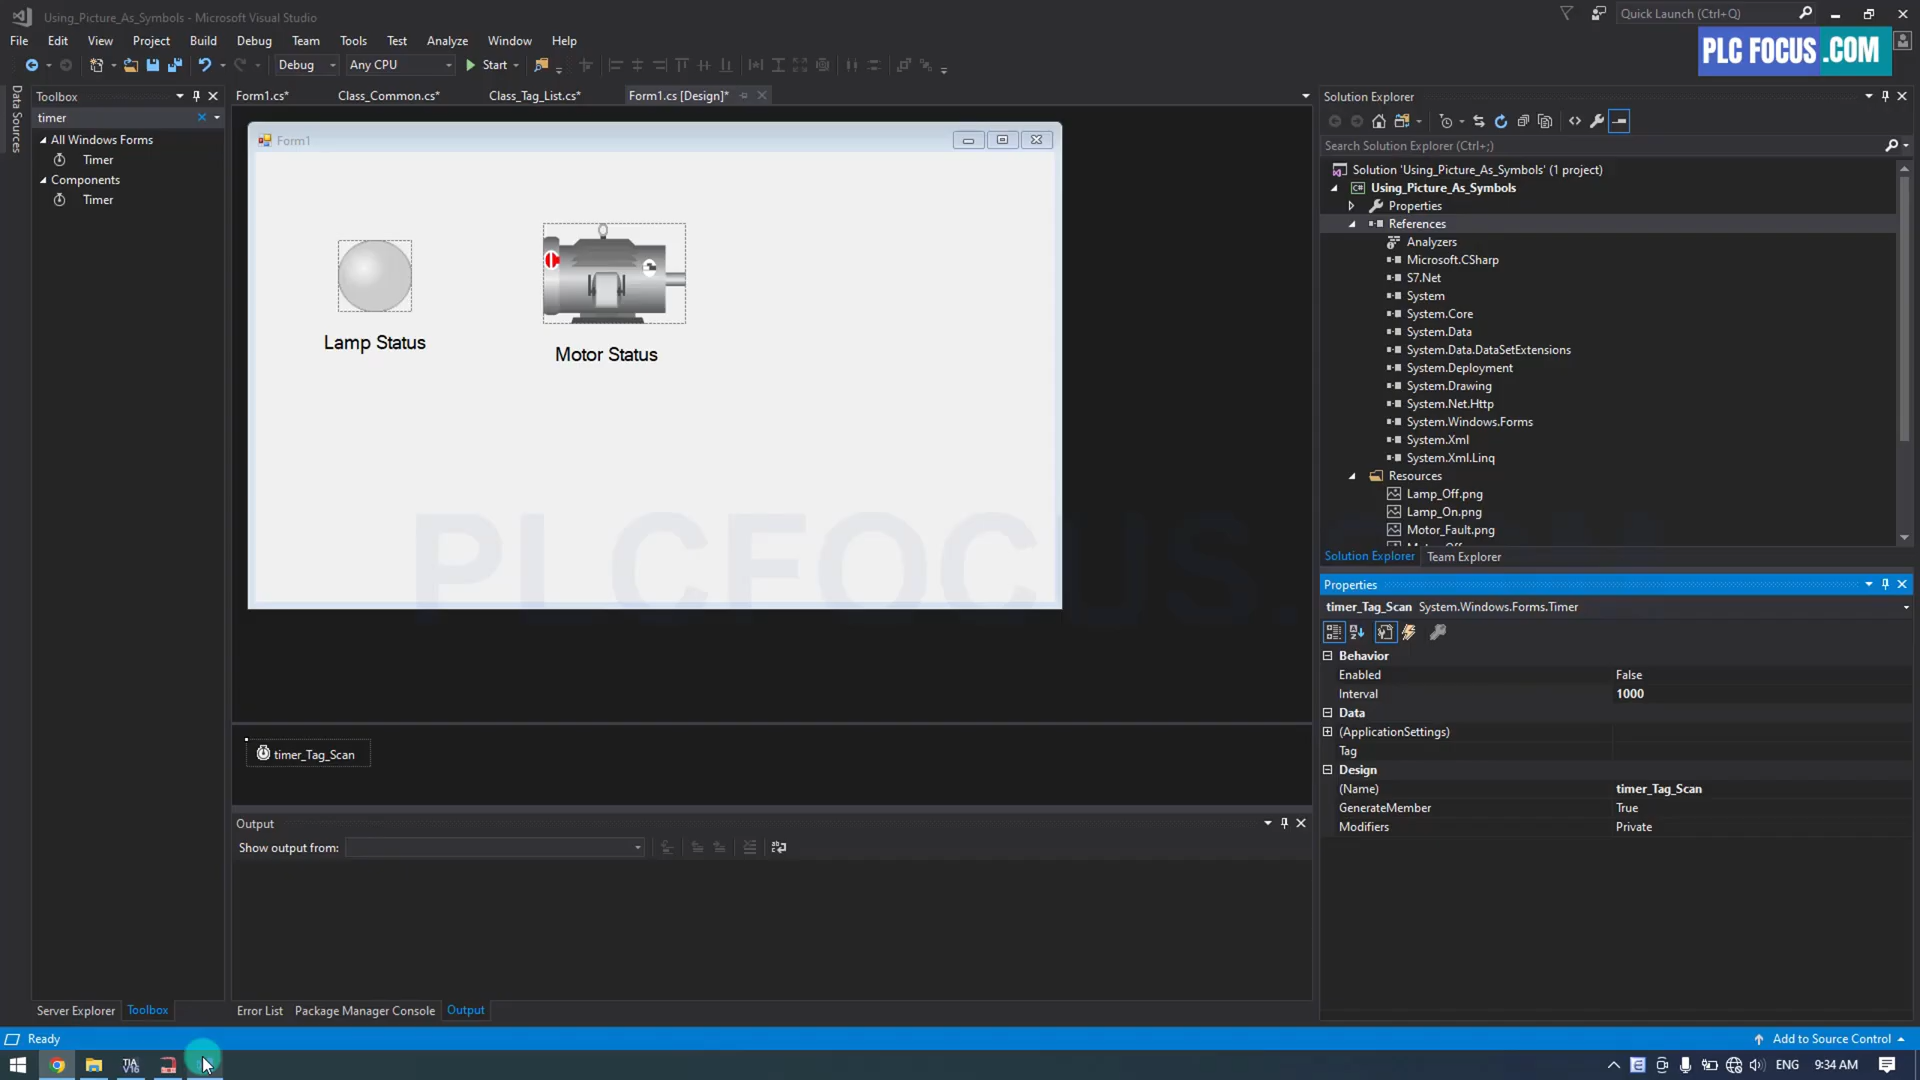 Using_Picture_As_Symbols - Microsoft Visual Studio
Quick Launch (Ctrl+Q)
File Edit View Project Build Debug Team Tools Test Analyze Window Help
PLC FOCUS .COM
Debug Any CPU Start
Data Sources
Toolbox
timer
All Windows Forms
Timer
Components
Timer
Form1.cs* Class_Common.cs* Class_Tag_List.cs* Form1.cs [Design]*
Form1
Lamp Status
Motor Status
PLCFOCUS.
timer_Tag_Scan
Output
Show output from:
Server Explorer Toolbox
Error List Package Manager Console Output
Solution Explorer
Search Solution Explorer (Ctrl+;)
Solution 'Using_Picture_As_Symbols' (1 project)
Using_Picture_As_Symbols
Properties
References
Analyzers
Microsoft.CSharp
S7.Net
System
System.Core
System.Data
System.Data.DataSetExtensions
System.Deployment
System.Drawing
System.Net.Http
System.Windows.Forms
System.Xml
System.Xml.Linq
Resources
Lamp_Off.png
Lamp_On.png
Motor_Fault.png
Solution Explorer Team Explorer
Properties
timer_Tag_Scan System.Windows.Forms.Timer
Behavior
Enabled False
Interval 1000
Data
(ApplicationSettings)
Tag
Design
(Name) timer_Tag_Scan
GenerateMember True
Modifiers Private
Ready
Add to Source Control
TIA V16
ENG 9:34 AM